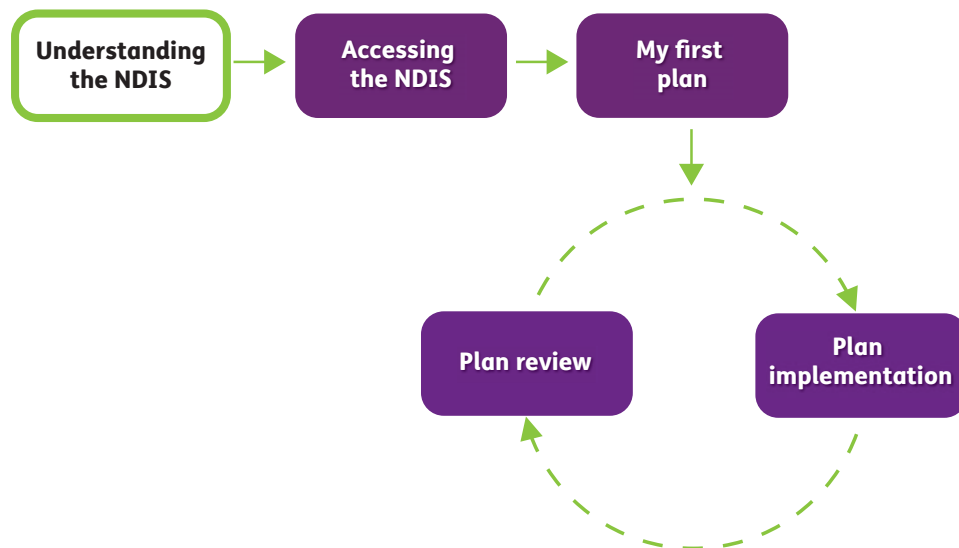 Understanding
the NDIS
Accessing
the NDIS
My first
plan
Plan review
Plan
implementation